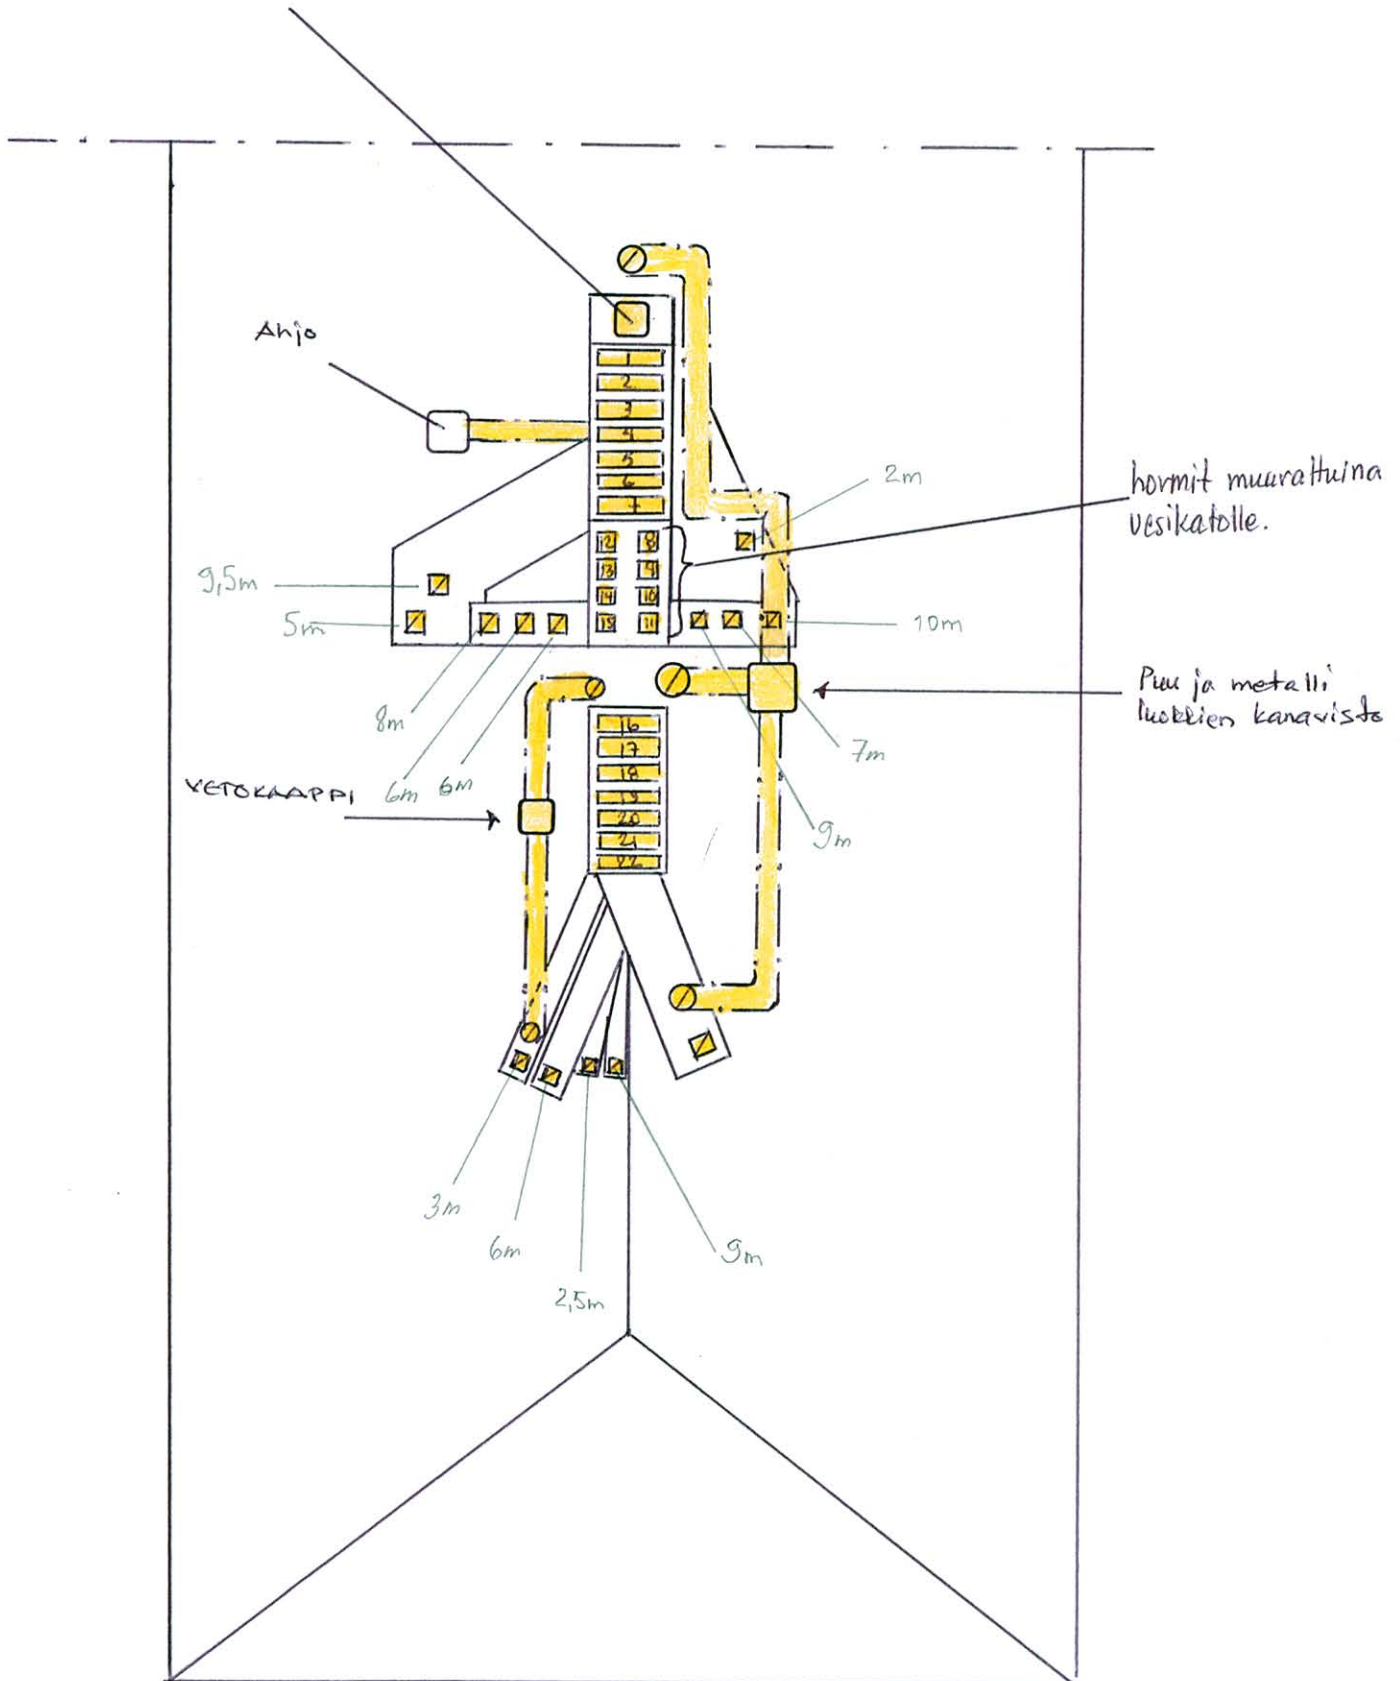 Ahjo
1
2
3
4
5
6
7
2m
hormit muurattuina
vesikatolle.
12 8
13 9
14 10
15 11
9,5m
5m
10m
8m
6m
6m
7m
9m
Puu ja metalli
luokkien kanavisto
VETOKAAPPI
16
17
18
19
20
21
22
3m
6m
2,5m
9m